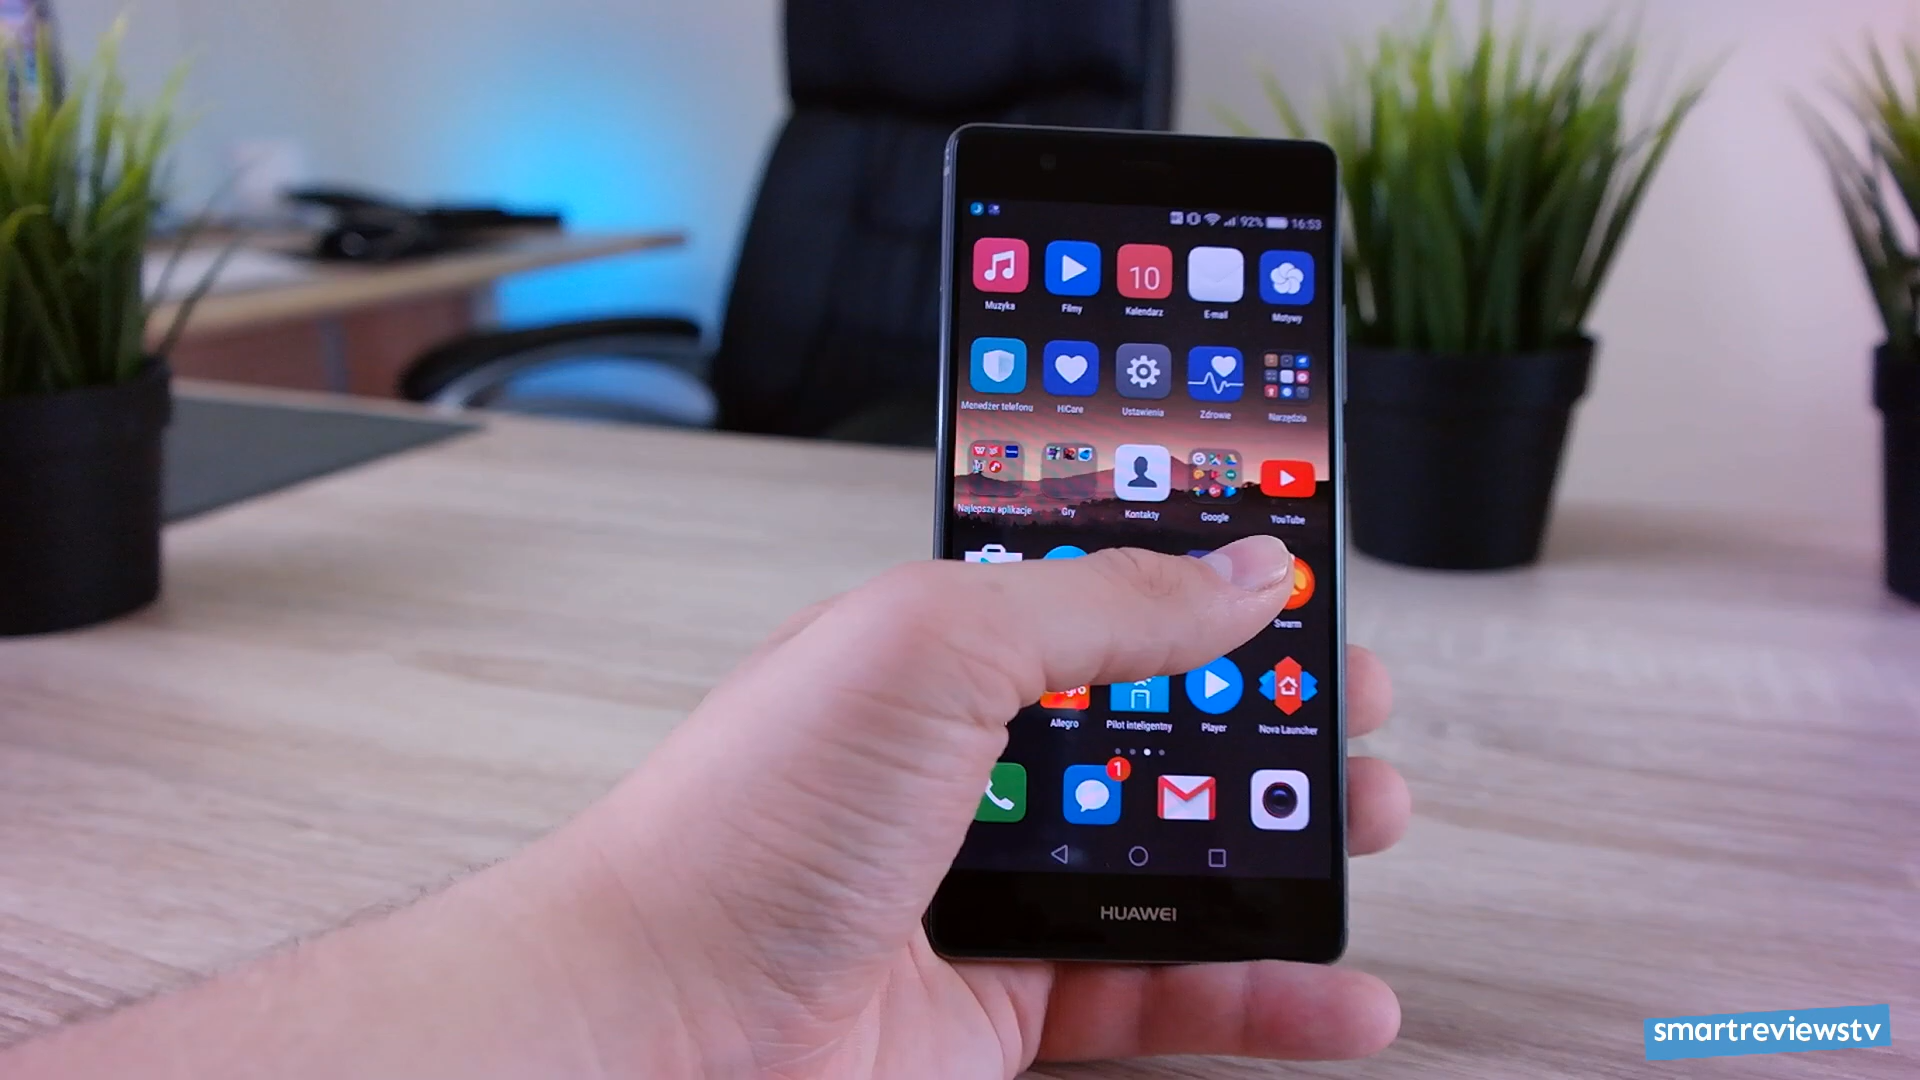 92% 16:53
10
Muzyka Filmy Kalendarz E-mail Motywy
Menedżer telefonu HiCare Ustawienia Zdrowie Narzędzia
Najlepsze aplikacje Gry Kontakty Google YouTube
Swarm
Allegro Pilot inteligentny Player Nova Launcher
1
HUAWEI
smartreviewstv